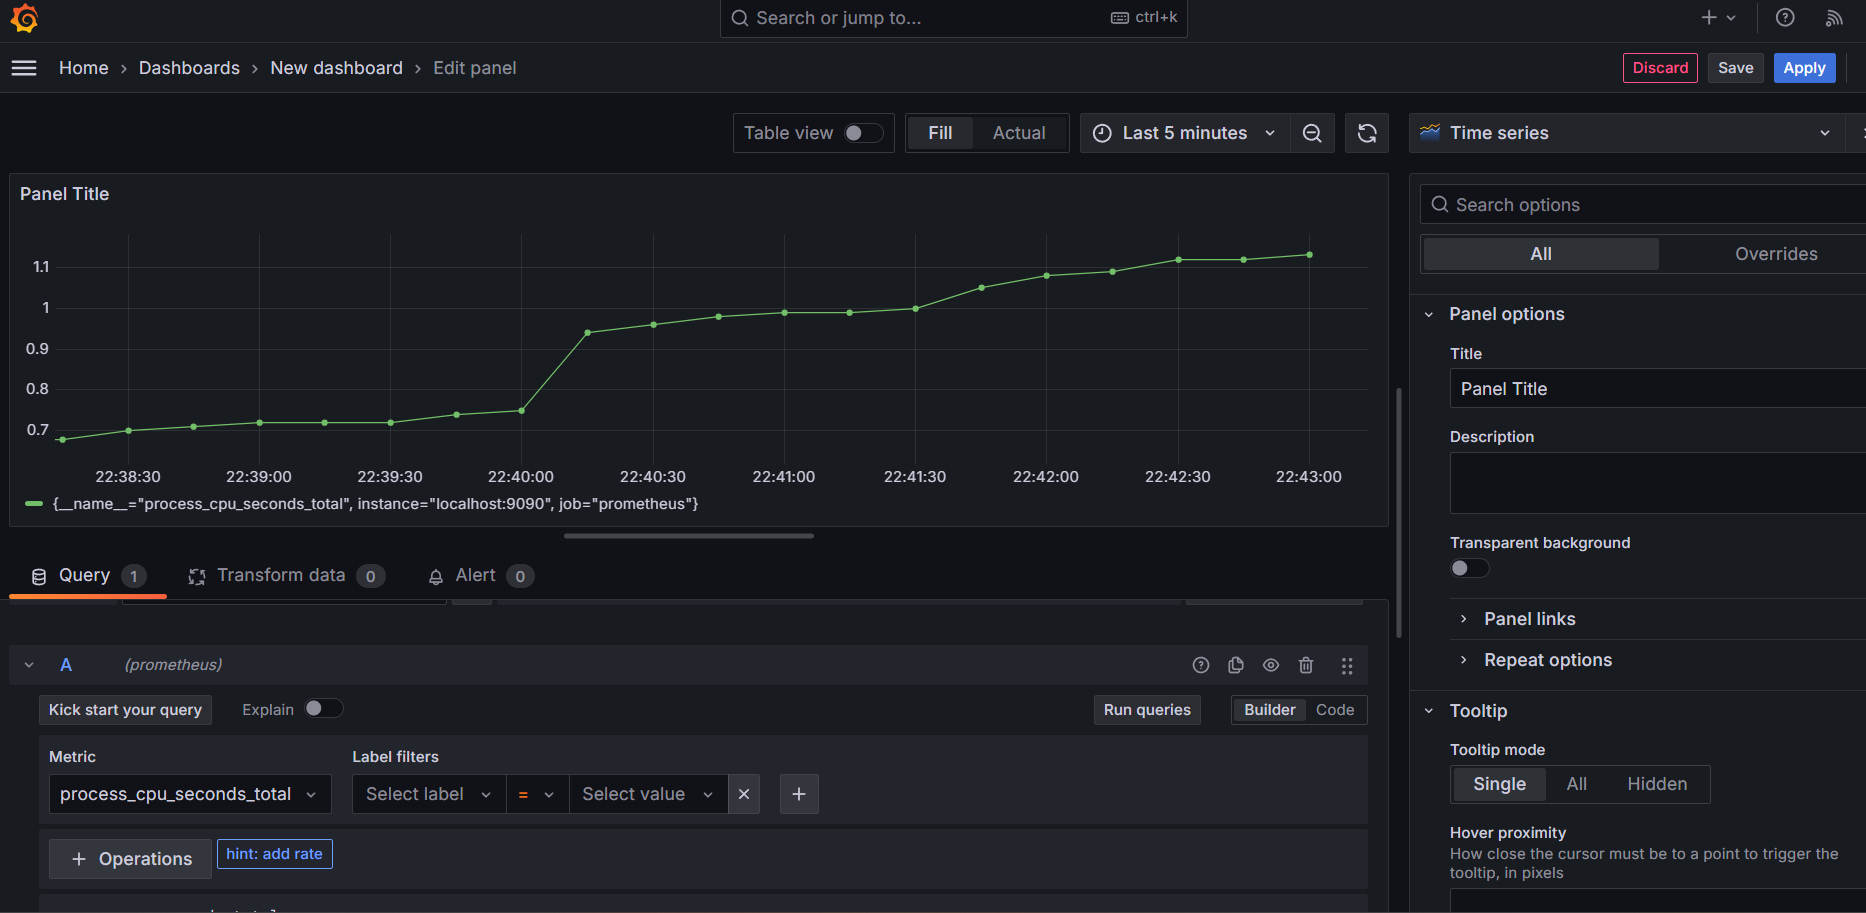 Search or jump to... ctrl+k
Home › Dashboards › New dashboard › Edit panel
Discard Save Apply
Table view Fill Actual Last 5 minutes Time series
Panel Title
1.1
1
0.9
0.8
0.7
22:38:30 22:39:00 22:39:30 22:40:00 22:40:30 22:41:00 22:41:30 22:42:00 22:42:30 22:43:00
{__name__="process_cpu_seconds_total", instance="localhost:9090", job="prometheus"}
Query 1 Transform data 0 Alert 0
A (prometheus)
Kick start your query Explain Run queries Builder Code
Metric Label filters
process_cpu_seconds_total Select label = Select value
+ Operations hint: add rate
Search options
All Overrides
Panel options
Title
Panel Title
Description
Transparent background
Panel links
Repeat options
Tooltip
Tooltip mode
Single All Hidden
Hover proximity
How close the cursor must be to a point to trigger the
tooltip, in pixels